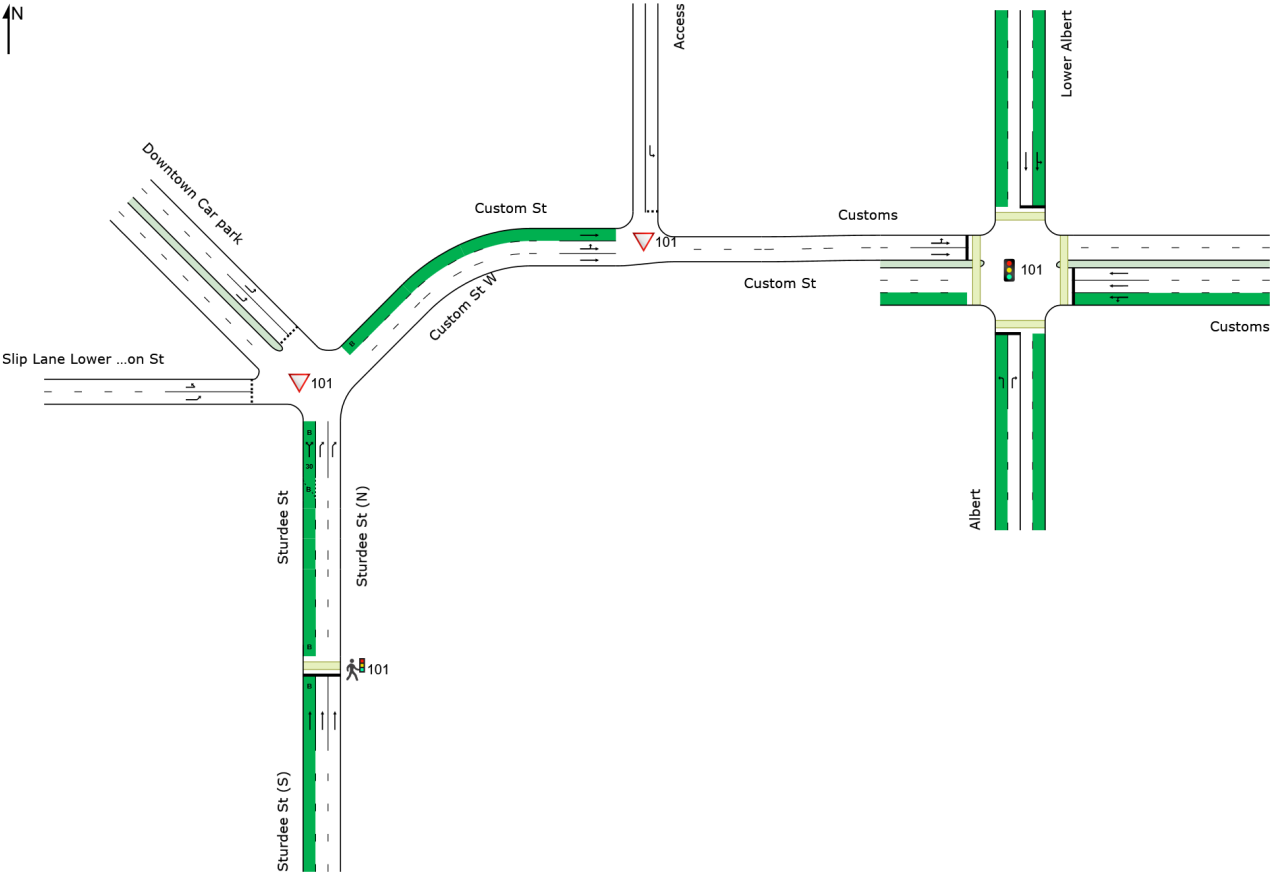 N
Access
Lower Albert
Downtown Car park
Custom St
Customs
101
101
Custom St W
Custom St
Customs
Slip Lane Lower ...on St
101
B
B
30
B
Sturdee St
Sturdee St (N)
Albert
B
101
B
Sturdee St (S)